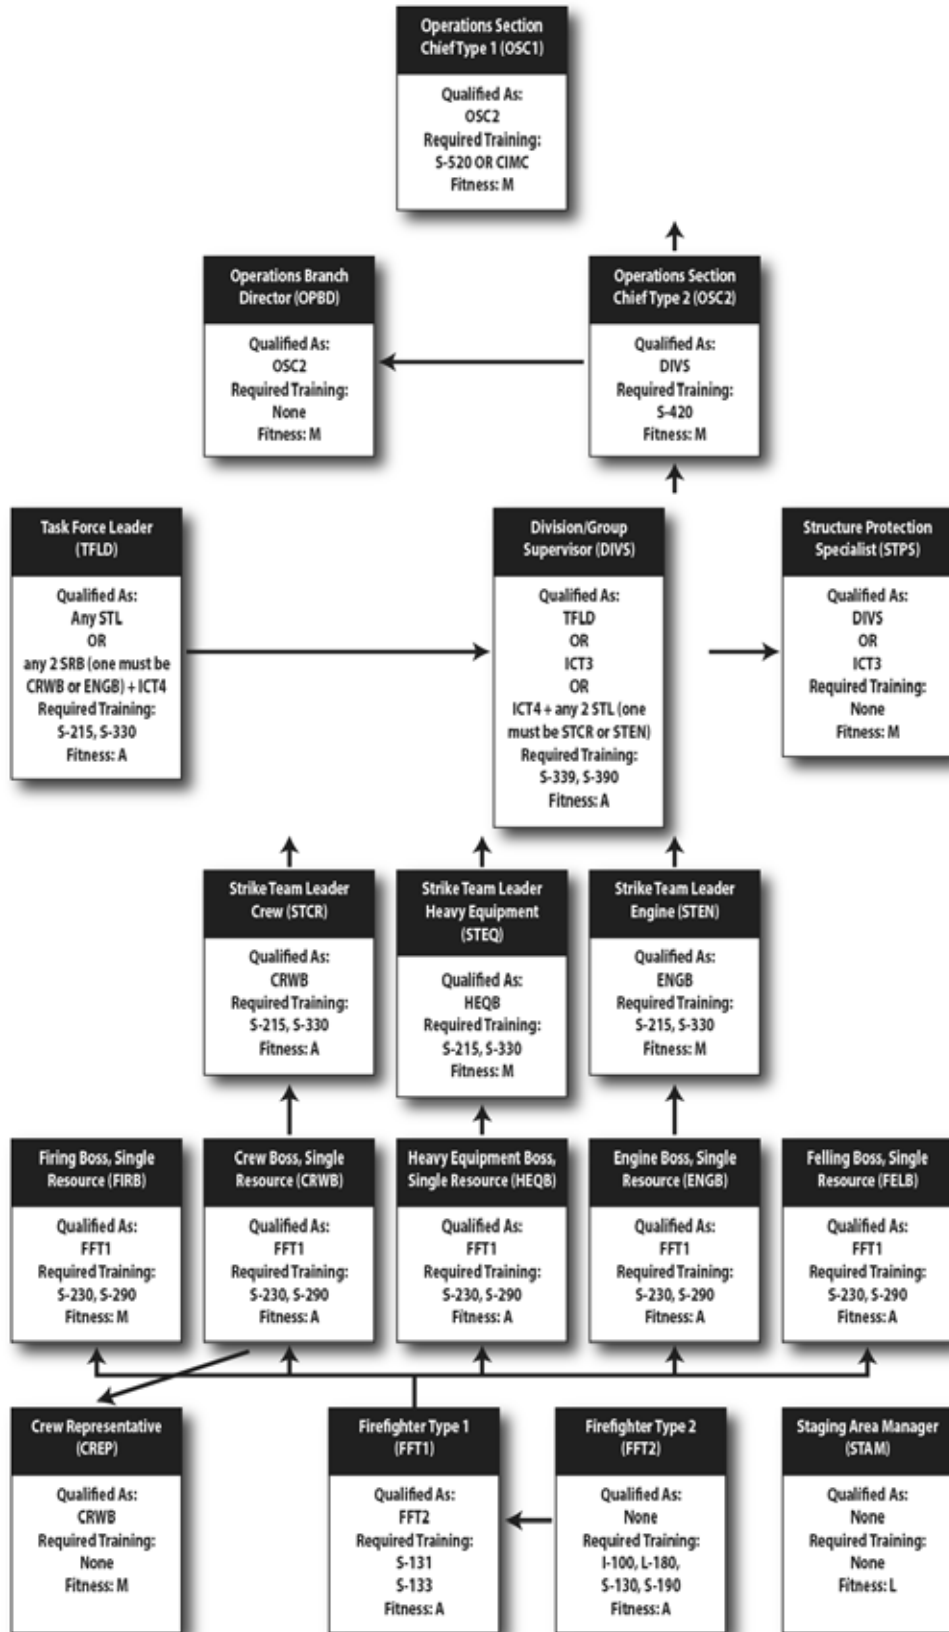 Operations Section
Chief Type 1 (OSC1)
Qualified As:
OSC2
Required Training:
S-520 OR CIMC
Fitness: M
Operations Branch
Director (OPBD)
Qualified As:
OSC2
Required Training:
None
Fitness: M
Operations Section
Chief Type 2 (OSC2)
Qualified As:
DIVS
Required Training:
S-420
Fitness: M
Task Force Leader
(TFLD)
Qualified As:
Any STL
OR
any 2 SRB (one must be
CRWB or ENGB) + ICT4
Required Training:
S-215, S-330
Fitness: A
Division/Group
Supervisor (DIVS)
Qualified As:
TFLD
OR
ICT3
OR
ICT4 + any 2 STL (one
must be STCR or STEN)
Required Training:
S-339, S-390
Fitness: A
Structure Protection
Specialist (STPS)
Qualified As:
DIVS
OR
ICT3
Required Training:
None
Fitness: M
Strike Team Leader
Crew (STCR)
Qualified As:
CRWB
Required Training:
S-215, S-330
Fitness: A
Strike Team Leader
Heavy Equipment
(STEQ)
Qualified As:
HEQB
Required Training:
S-215, S-330
Fitness: M
Strike Team Leader
Engine (STEN)
Qualified As:
ENGB
Required Training:
S-215, S-330
Fitness: M
Firing Boss, Single
Resource (FIRB)
Qualified As:
FFT1
Required Training:
S-230, S-290
Fitness: M
Crew Boss, Single
Resource (CRWB)
Qualified As:
FFT1
Required Training:
S-230, S-290
Fitness: A
Heavy Equipment Boss,
Single Resource (HEQB)
Qualified As:
FFT1
Required Training:
S-230, S-290
Fitness: A
Engine Boss, Single
Resource (ENGB)
Qualified As:
FFT1
Required Training:
S-230, S-290
Fitness: A
Felling Boss, Single
Resource (FELB)
Qualified As:
FFT1
Required Training:
S-230, S-290
Fitness: A
Crew Representative
(CREP)
Qualified As:
CRWB
Required Training:
None
Fitness: M
Firefighter Type 1
(FFT1)
Qualified As:
FFT2
Required Training:
S-131
S-133
Fitness: A
Firefighter Type 2
(FFT2)
Qualified As:
None
Required Training:
I-100, L-180,
S-130, S-190
Fitness: A
Staging Area Manager
(STAM)
Qualified As:
None
Required Training:
None
Fitness: L